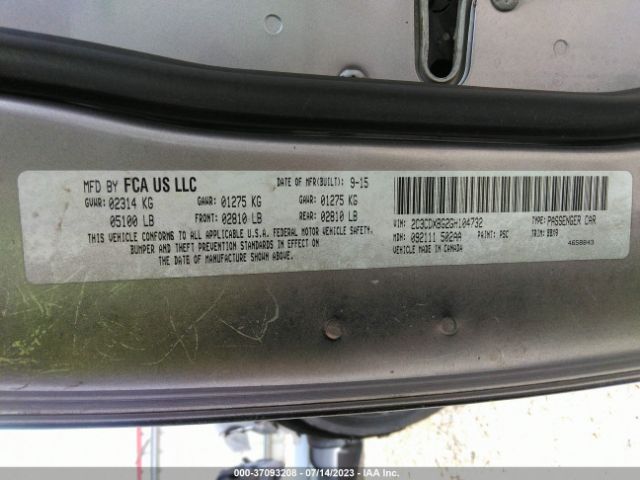 MFD BY FCA US LLC DATE OF MFR(BUILT): 9-15
GVWR: 02314 KG GAWR: 01275 KG GAWR: 01275 KG
05100 LB FRONT: 02810 LB REAR: 02810 LB
THIS VEHICLE CONFORMS TO ALL APPLICABLE U.S.A. FEDERAL MOTOR VEHICLE SAFETY,
BUMPER AND THEFT PREVENTION STANDARDS IN EFFECT ON
THE DATE OF MANUFACTURE SHOWN ABOVE.
VIN: 2C3CDXBG2GH104732 TYPE: PASSENGER CAR
MDH: 092111 502AA PAINT: PSC TRIM: BBX9
VEHICLE MADE IN CANADA 4658843
000-37093208 - 07/14/2023 - IAA Inc.